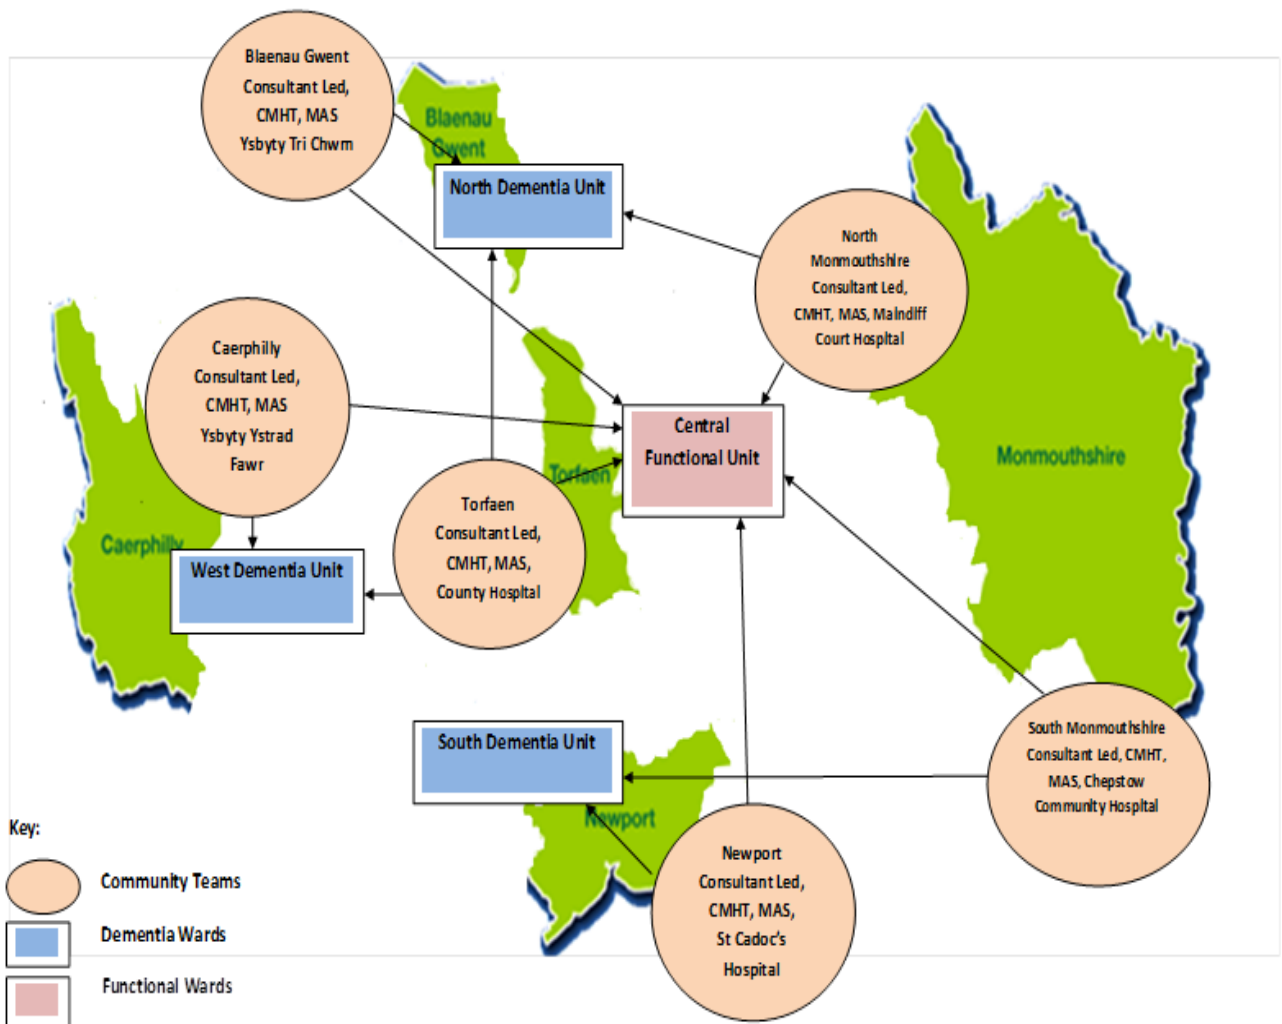 Blaenau Gwent
Consultant Led,
CMHT, MAS
Ysbyty Tri Chwm
Blaenau
Gwent
North Dementia Unit
North
Monmouthshire
Consultant Led,
CMHT, MAS, Maindiff
Court Hospital
Caerphilly
Consultant Led,
CMHT, MAS
Ysbyty Ystrad
Fawr
Central
Functional Unit
Monmouthshire
Torfaen
Torfaen
Consultant Led,
CMHT, MAS,
County Hospital
Caerphilly
West Dementia Unit
South Dementia Unit
South Monmouthshire
Consultant Led, CMHT,
MAS, Chepstow
Community Hospital
Newport
Newport
Consultant Led,
CMHT, MAS,
St Cadoc's
Hospital
Key:
Community Teams
Dementia Wards
Functional Wards